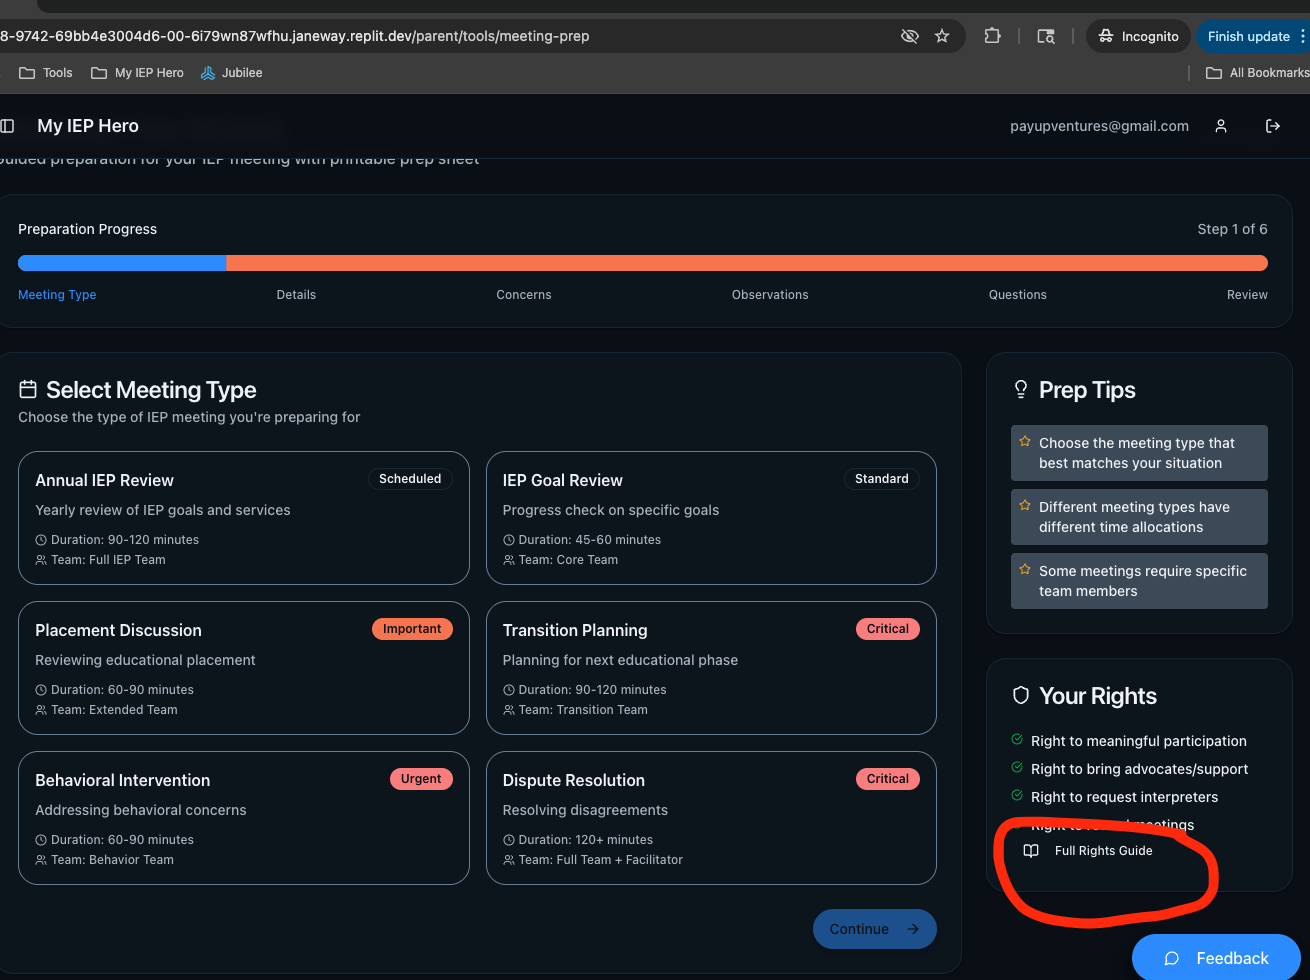 8-9742-69bb4e3004d6-00-6i79wn87wfhu.janeway.replit.dev/parent/tools/meeting-prep
Incognito
Finish update
Tools
My IEP Hero
Jubilee
All Bookmarks
My IEP Hero
payupventures@gmail.com
Guided preparation for your IEP meeting with printable prep sheet
Preparation Progress
Step 1 of 6
Meeting Type
Details
Concerns
Observations
Questions
Review
Select Meeting Type
Choose the type of IEP meeting you're preparing for
Annual IEP Review
Scheduled
Yearly review of IEP goals and services
Duration: 90-120 minutes
Team: Full IEP Team
IEP Goal Review
Standard
Progress check on specific goals
Duration: 45-60 minutes
Team: Core Team
Placement Discussion
Important
Reviewing educational placement
Duration: 60-90 minutes
Team: Extended Team
Transition Planning
Critical
Planning for next educational phase
Duration: 90-120 minutes
Team: Transition Team
Behavioral Intervention
Urgent
Addressing behavioral concerns
Duration: 60-90 minutes
Team: Behavior Team
Dispute Resolution
Critical
Resolving disagreements
Duration: 120+ minutes
Team: Full Team + Facilitator
Continue
Prep Tips
Choose the meeting type that
best matches your situation
Different meeting types have
different time allocations
Some meetings require specific
team members
Your Rights
Right to meaningful participation
Right to bring advocates/support
Right to request interpreters
Right to meetings
Full Rights Guide
Feedback